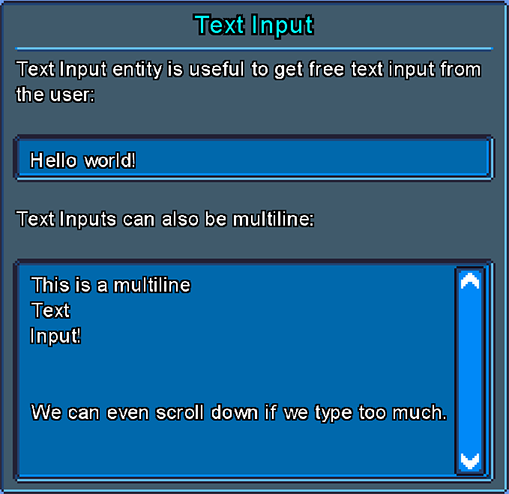 Text Input
Text Input entity is useful to get free text input from
the user:
Hello world!
Text Inputs can also be multiline:
This is a multiline
Text
Input!
We can even scroll down if we type too much.